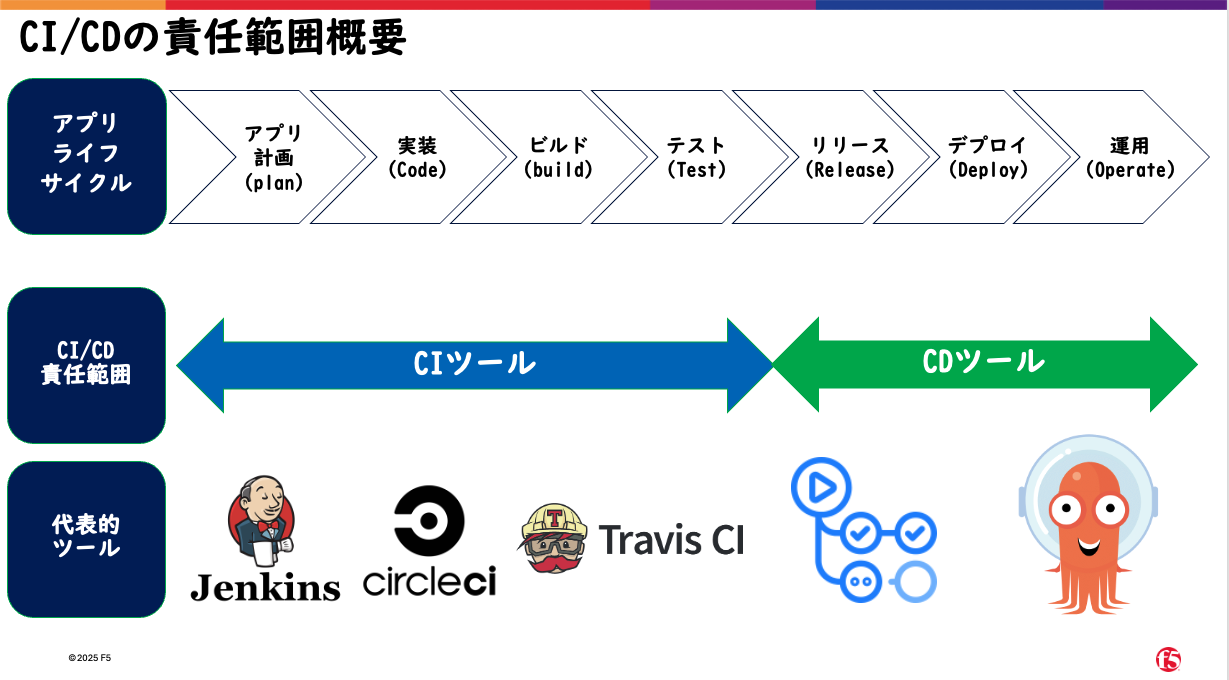 CI/CDの責任範囲概要
アプリ
ライフ
サイクル
アプリ
計画
(plan)
実装
(Code)
ビルド
(build)
テスト
(Test)
リリース
(Release)
デプロイ
(Deploy)
運用
(Operate)
CI/CD
責任範囲
CIツール
CDツール
代表的
ツール
Jenkins
circleci
T
Travis CI
©2025 F5
f5